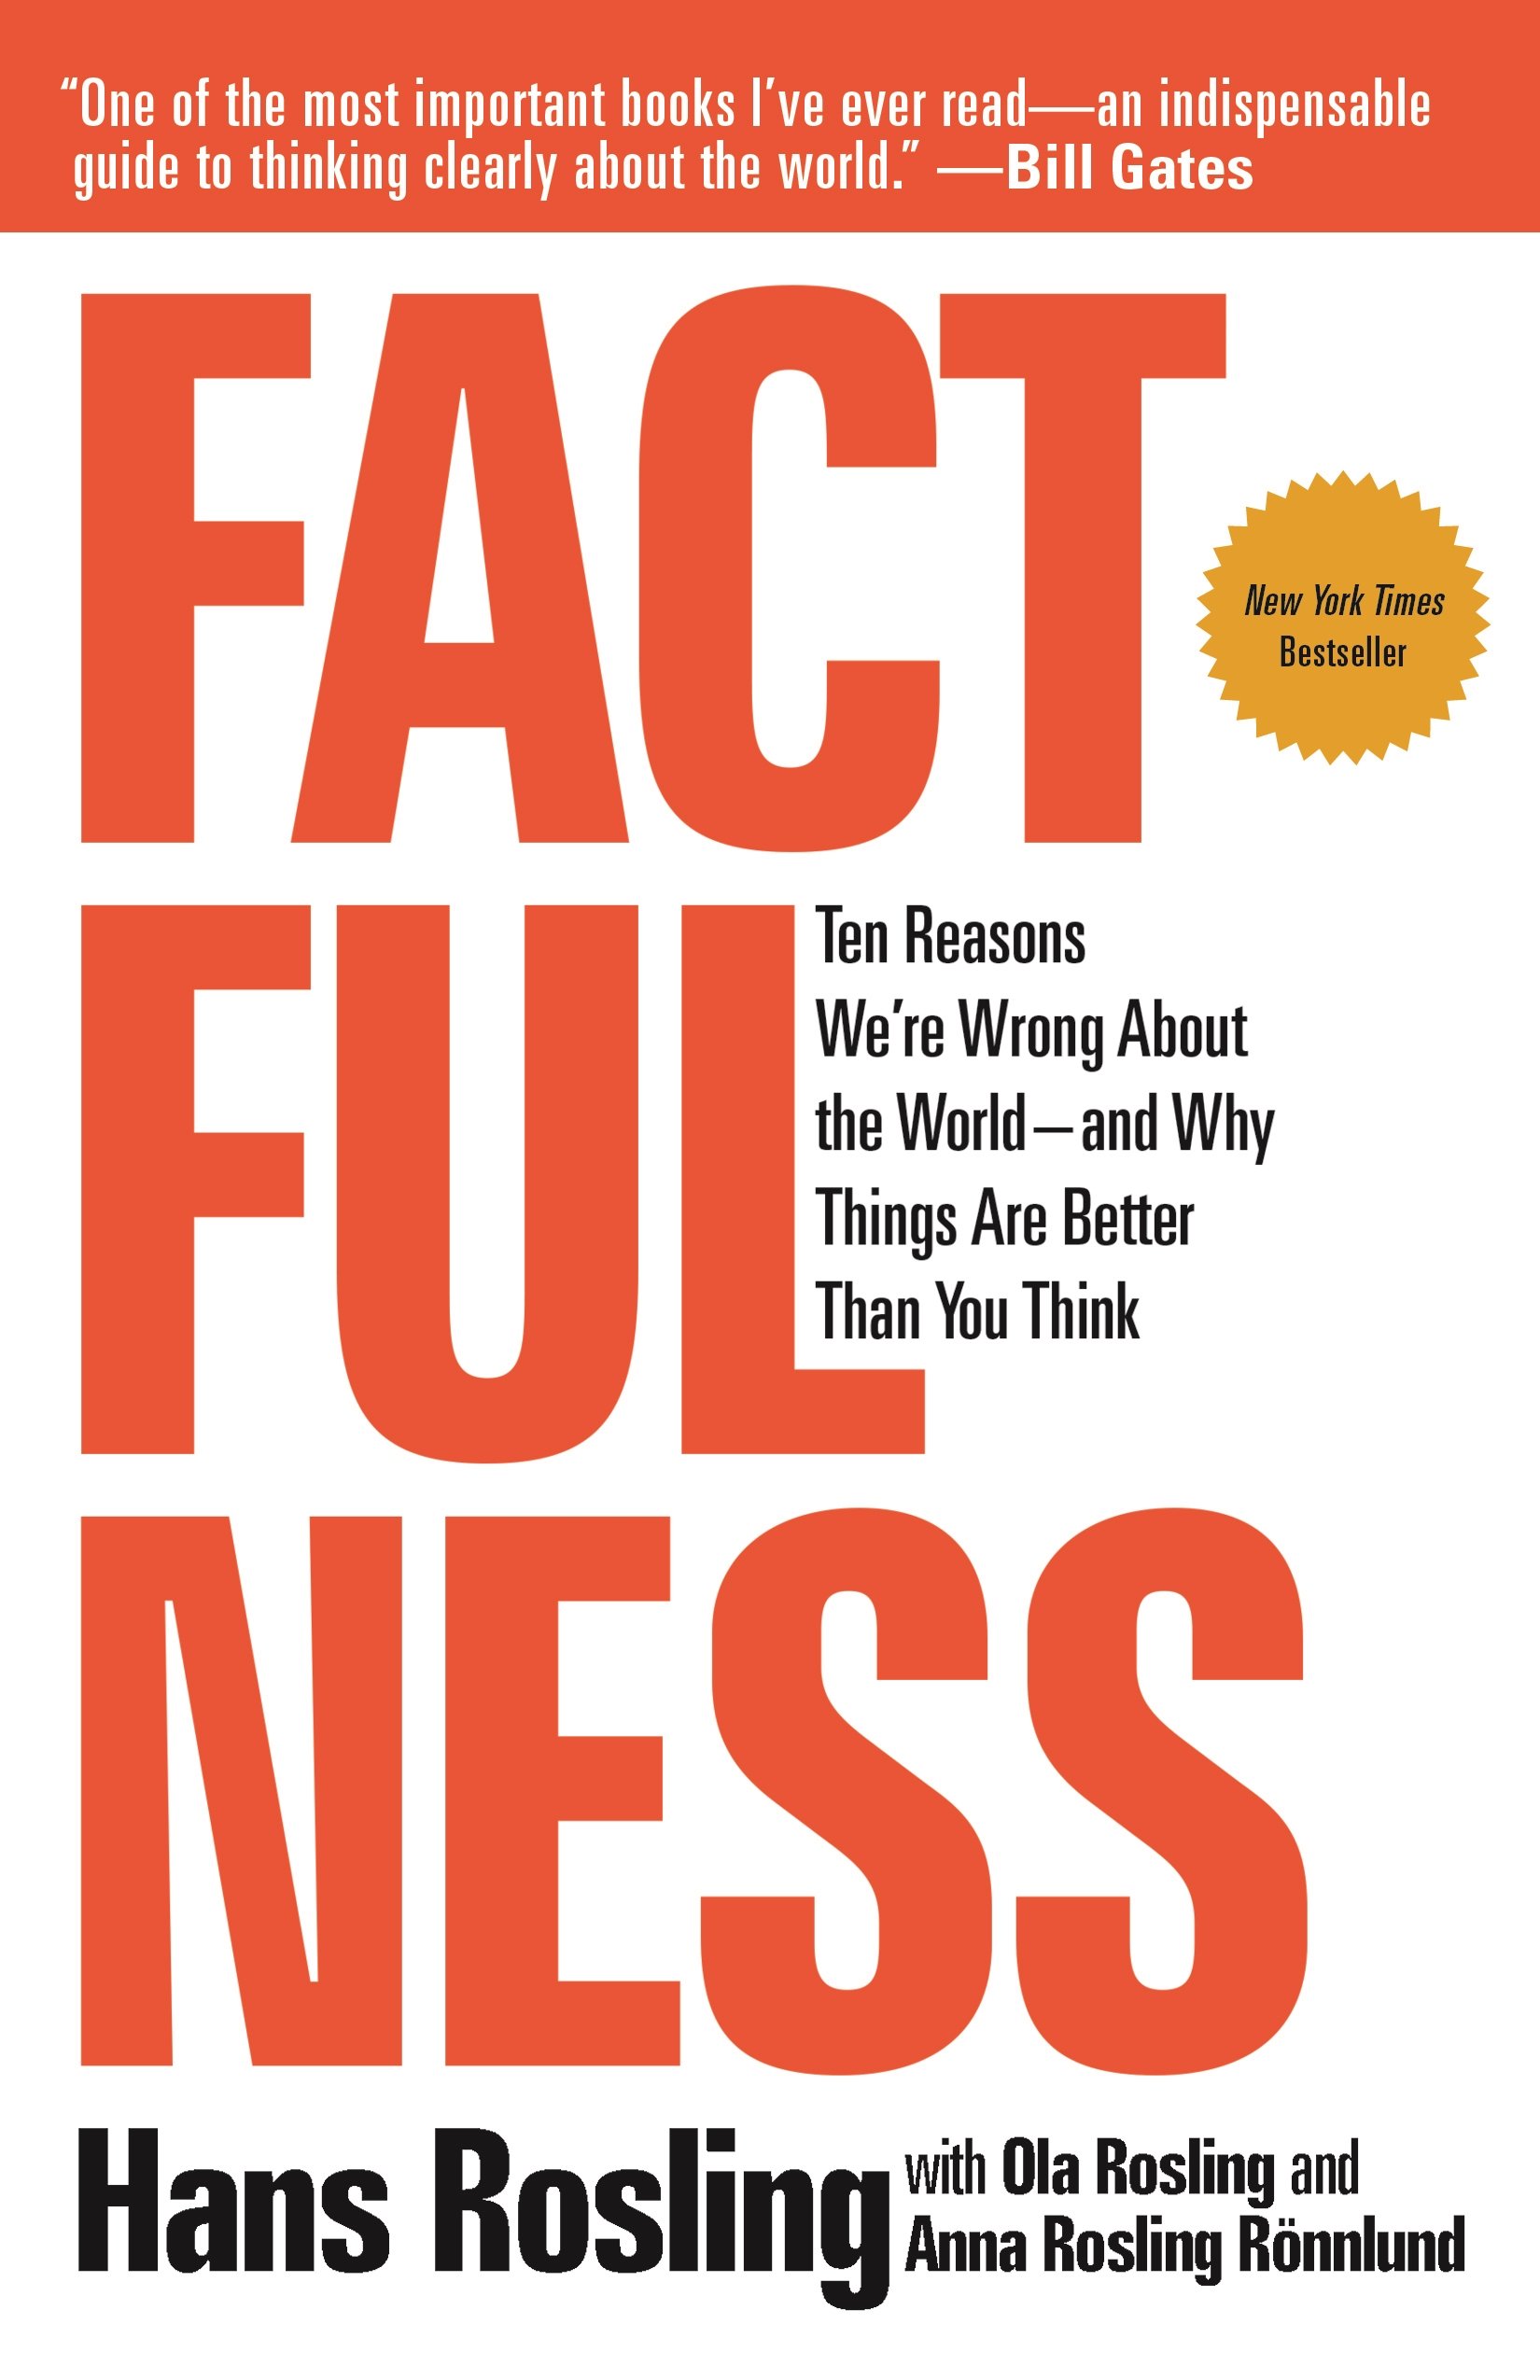 “One of the most important books I’ve ever read—an indispensable
guide to thinking clearly about the world.” —Bill Gates
FACT
New York Times
Bestseller
FUL
Ten Reasons
We’re Wrong About
the World—and Why
Things Are Better
Than You Think
NESS
Hans Rosling
with Ola Rosling and
Anna Rosling Rönnlund